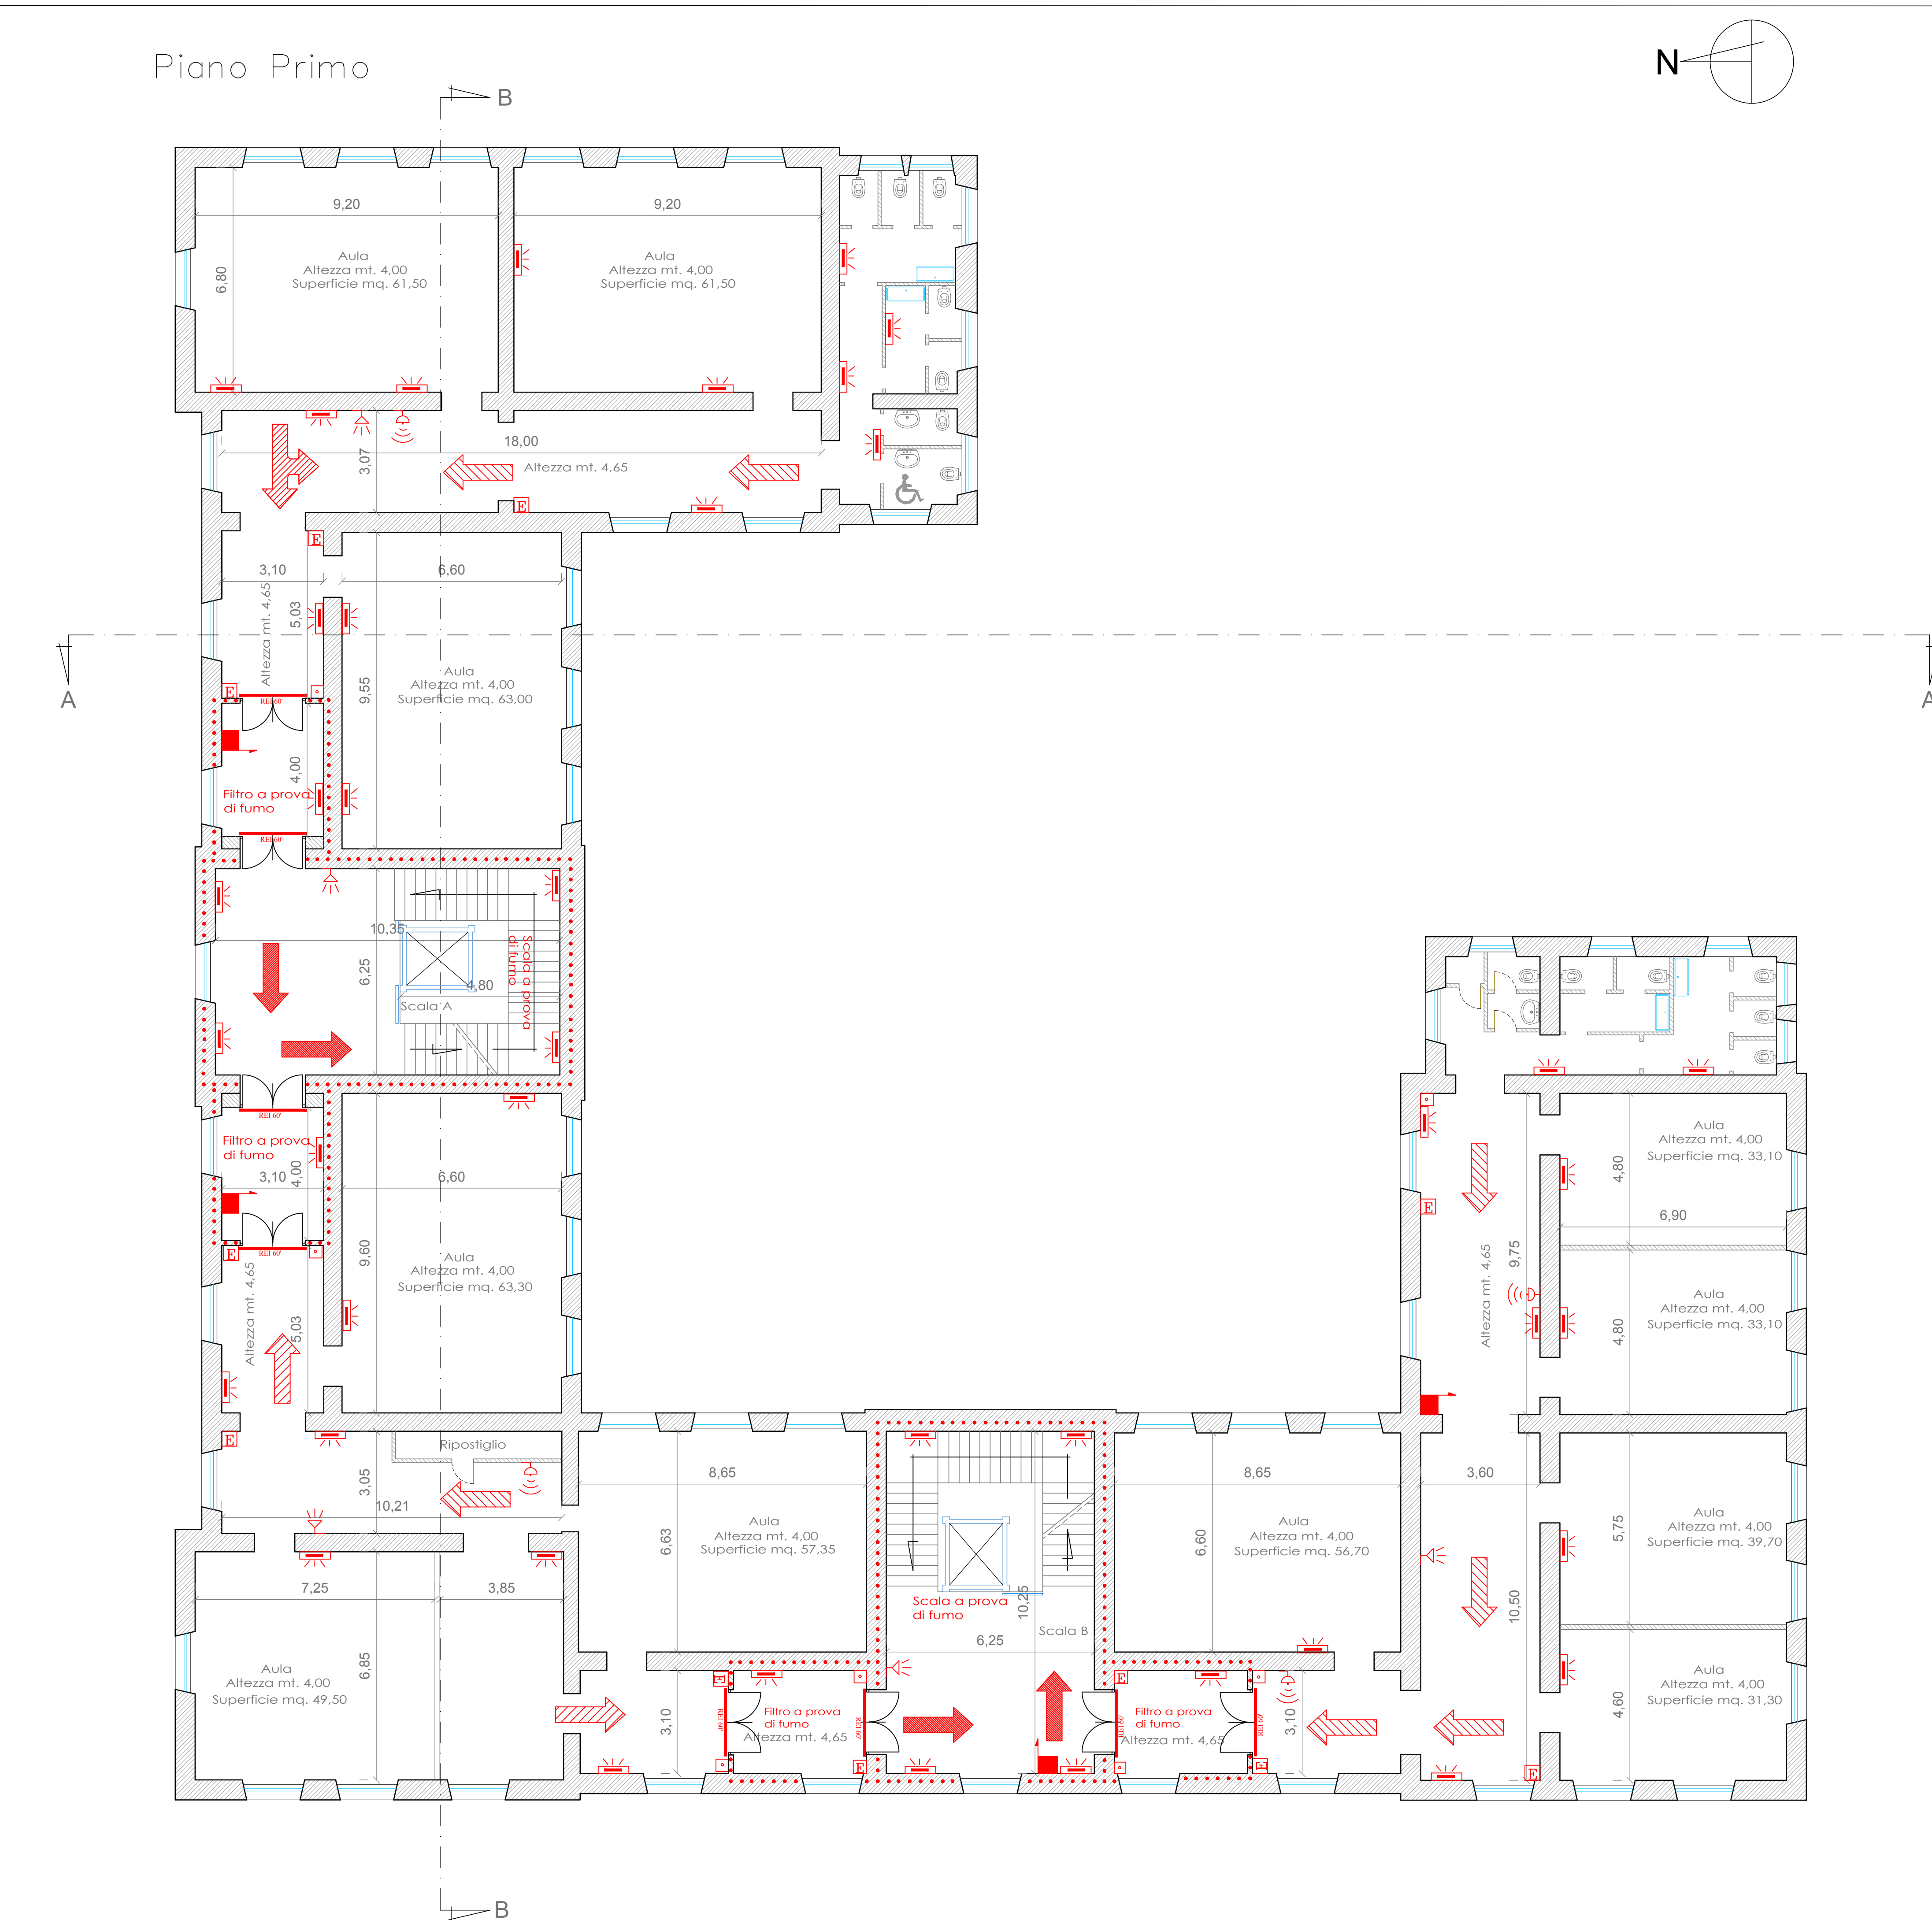 Piano Primo
N
B
9,20
9,20
6,80
Aula
Altezza mt. 4,00
Superficie mq. 61,50
Aula
Altezza mt. 4,00
Superficie mq. 61,50
18,00
3,07
Altezza mt. 4,65
E
E
3,10
6,60
5,03
Altezza mt. 4,65
A
A
Aula
Altezza mt. 4,00
Superficie mq. 63,00
9,55
E
REI 60'
4,00
Filtro a prova
di fumo
REI 60'
10,35
6,25
4,80
Scala A
Scala a prova
di fumo
REI 60'
Filtro a prova
di fumo
4,00
3,10
6,60
E
REI 60'
9,60
Aula
Altezza mt. 4,00
Superficie mq. 63,30
Altezza mt. 4,65
5,03
E
Ripostiglio
3,05
10,21
7,25
3,85
6,85
Aula
Altezza mt. 4,00
Superficie mq. 49,50
8,65
6,63
Aula
Altezza mt. 4,00
Superficie mq. 57,35
3,10
E
REI 60'
Filtro a prova
di fumo
Altezza mt. 4,65
REI 60'
E
Scala a prova
di fumo
10,25
6,25
Scala B
8,65
6,60
Aula
Altezza mt. 4,00
Superficie mq. 56,70
E
REI 60'
Filtro a prova
di fumo
Altezza mt. 4,65
REI 60'
E
3,10
Aula
Altezza mt. 4,00
Superficie mq. 33,10
4,80
6,90
E
9,75
Altezza mt. 4,65
Aula
Altezza mt. 4,00
Superficie mq. 33,10
4,80
3,60
5,75
Aula
Altezza mt. 4,00
Superficie mq. 39,70
10,50
4,60
Aula
Altezza mt. 4,00
Superficie mq. 31,30
E
B